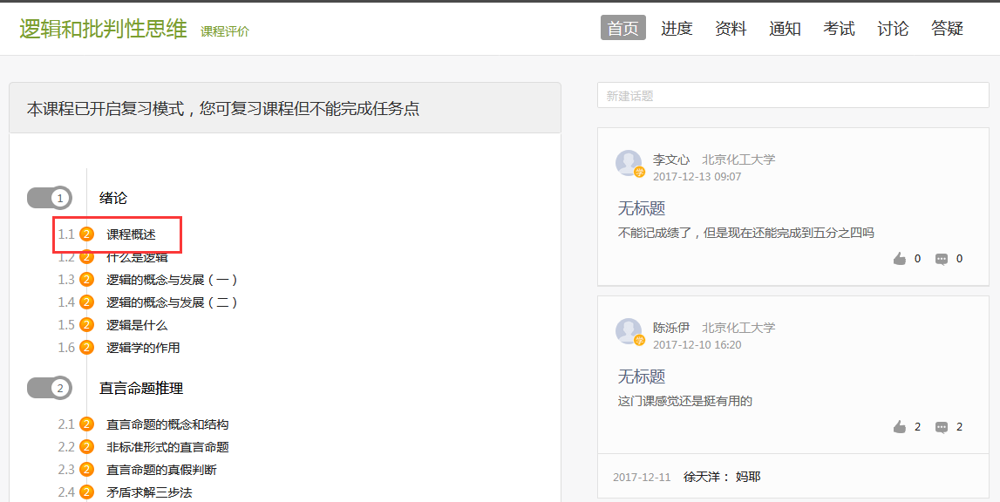 逻辑和批判性思维 课程评价 首页 进度 资料 通知 考试 讨论 答疑
本课程已开启复习模式，您可复习课程但不能完成任务点
1 绪论
1.1 2 课程概述
1.2 2 什么是逻辑
1.3 2 逻辑的概念与发展（一）
1.4 2 逻辑的概念与发展（二）
1.5 2 逻辑是什么
1.6 2 逻辑学的作用
2 直言命题推理
2.1 2 直言命题的概念和结构
2.2 2 非标准形式的直言命题
2.3 2 直言命题的真假判断
2.4 2 矛盾求解三步法
新建话题
学
李文心 北京化工大学
2017-12-13 09:07
无标题
不能记成绩了，但是现在还能完成到五分之四吗
0 0
学
陈泺伊 北京化工大学
2017-12-10 16:20
无标题
这门课感觉还是挺有用的
2 2
2017-12-11 徐天洋： 妈耶